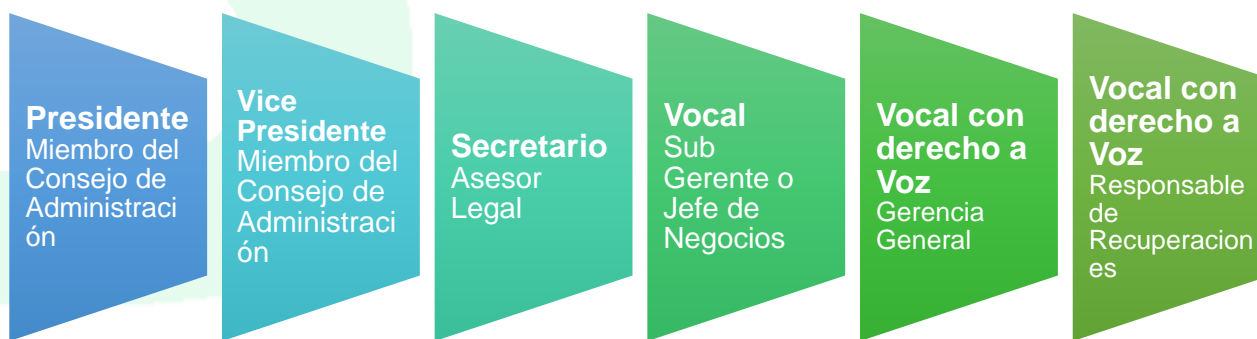 Presidente
Miembro del
Consejo de
Administraci
ón
Vice
Presidente
Miembro del
Consejo de
Administraci
ón
Secretario
Asesor
Legal
Vocal
Sub
Gerente o
Jefe de
Negocios
Vocal con
derecho a
Voz
Gerencia
General
Vocal con
derecho a
Voz
Responsable
de
Recuperacion
es